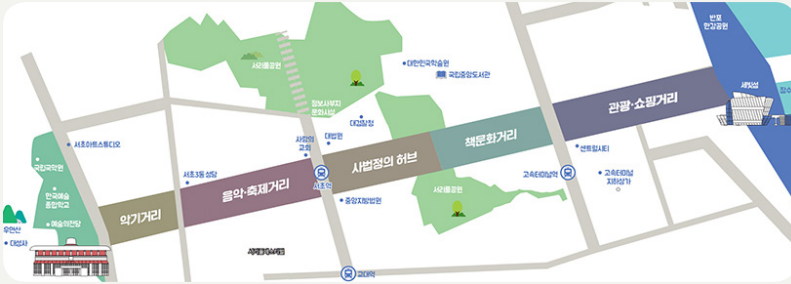 반포
한강공원
세빛섬
잠수
대한민국학술원
국립중앙도서관
서리풀공원
정보사부지
문화시설
대검찰청
대법원
사랑의
교회
관광·쇼핑거리
책문화거리
사법정의 허브
음악·축제거리
악기거리
서초아트스튜디오
서초3동 성당
서초역
중앙지방법원
서리풀공원
센트럴시티
고속터미널역
고속터미널
지하상가
국립국악원
한국예술
종합학교
예술의전당
우면산
대성사
교대역